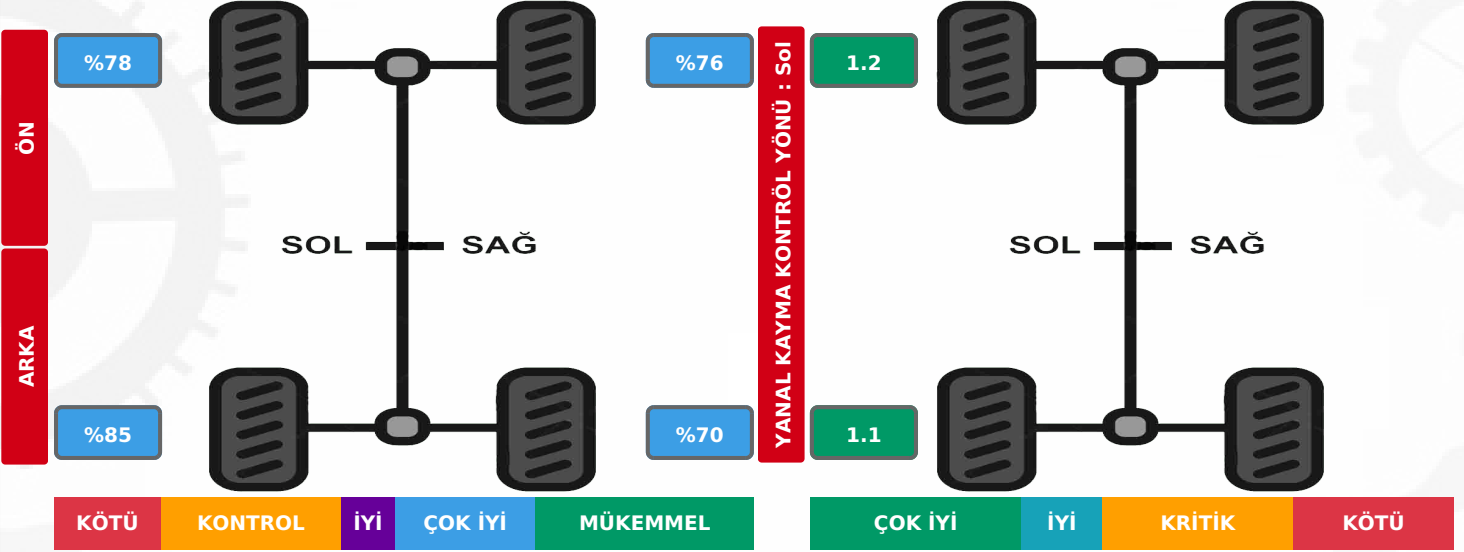 ÖN
%78
%76
SOL
SAĞ
ARKA
%85
%70
KÖTÜ
KONTROL
İYİ
ÇOK İYİ
MÜKEMMEL
YANAL KAYMA KONTRÖL YÖNÜ : Sol
1.2
SOL
SAĞ
1.1
ÇOK İYİ
İYİ
KRİTİK
KÖTÜ